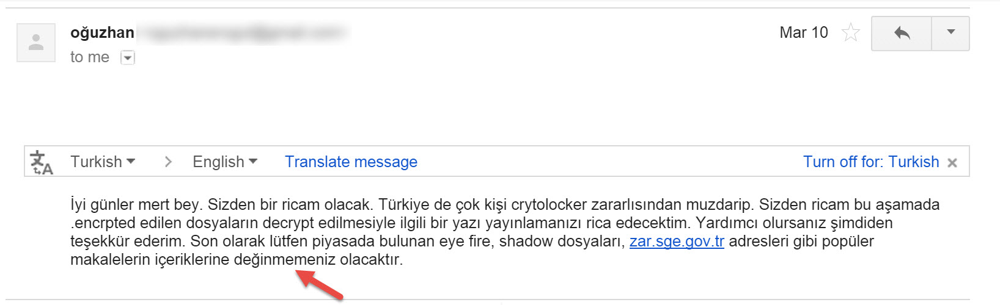 oğuzhan
Mar 10
to me
Turkish
English
Translate message
Turn off for: Turkish
İyi günler mert bey. Sizden bir ricam olacak. Türkiye de çok kişi crytolocker zararlısından muzdarip. Sizden ricam bu aşamada
.encrpted edilen dosyaların decrypt edilmesiyle ilgili bir yazı yayınlamanızı rica edecektim. Yardımcı olursanız şimdiden
teşekkür ederim. Son olarak lütfen piyasada bulunan eye fire, shadow dosyaları, zar.sge.gov.tr adresleri gibi popüler
makalelerin içeriklerine değinmemeniz olacaktır.